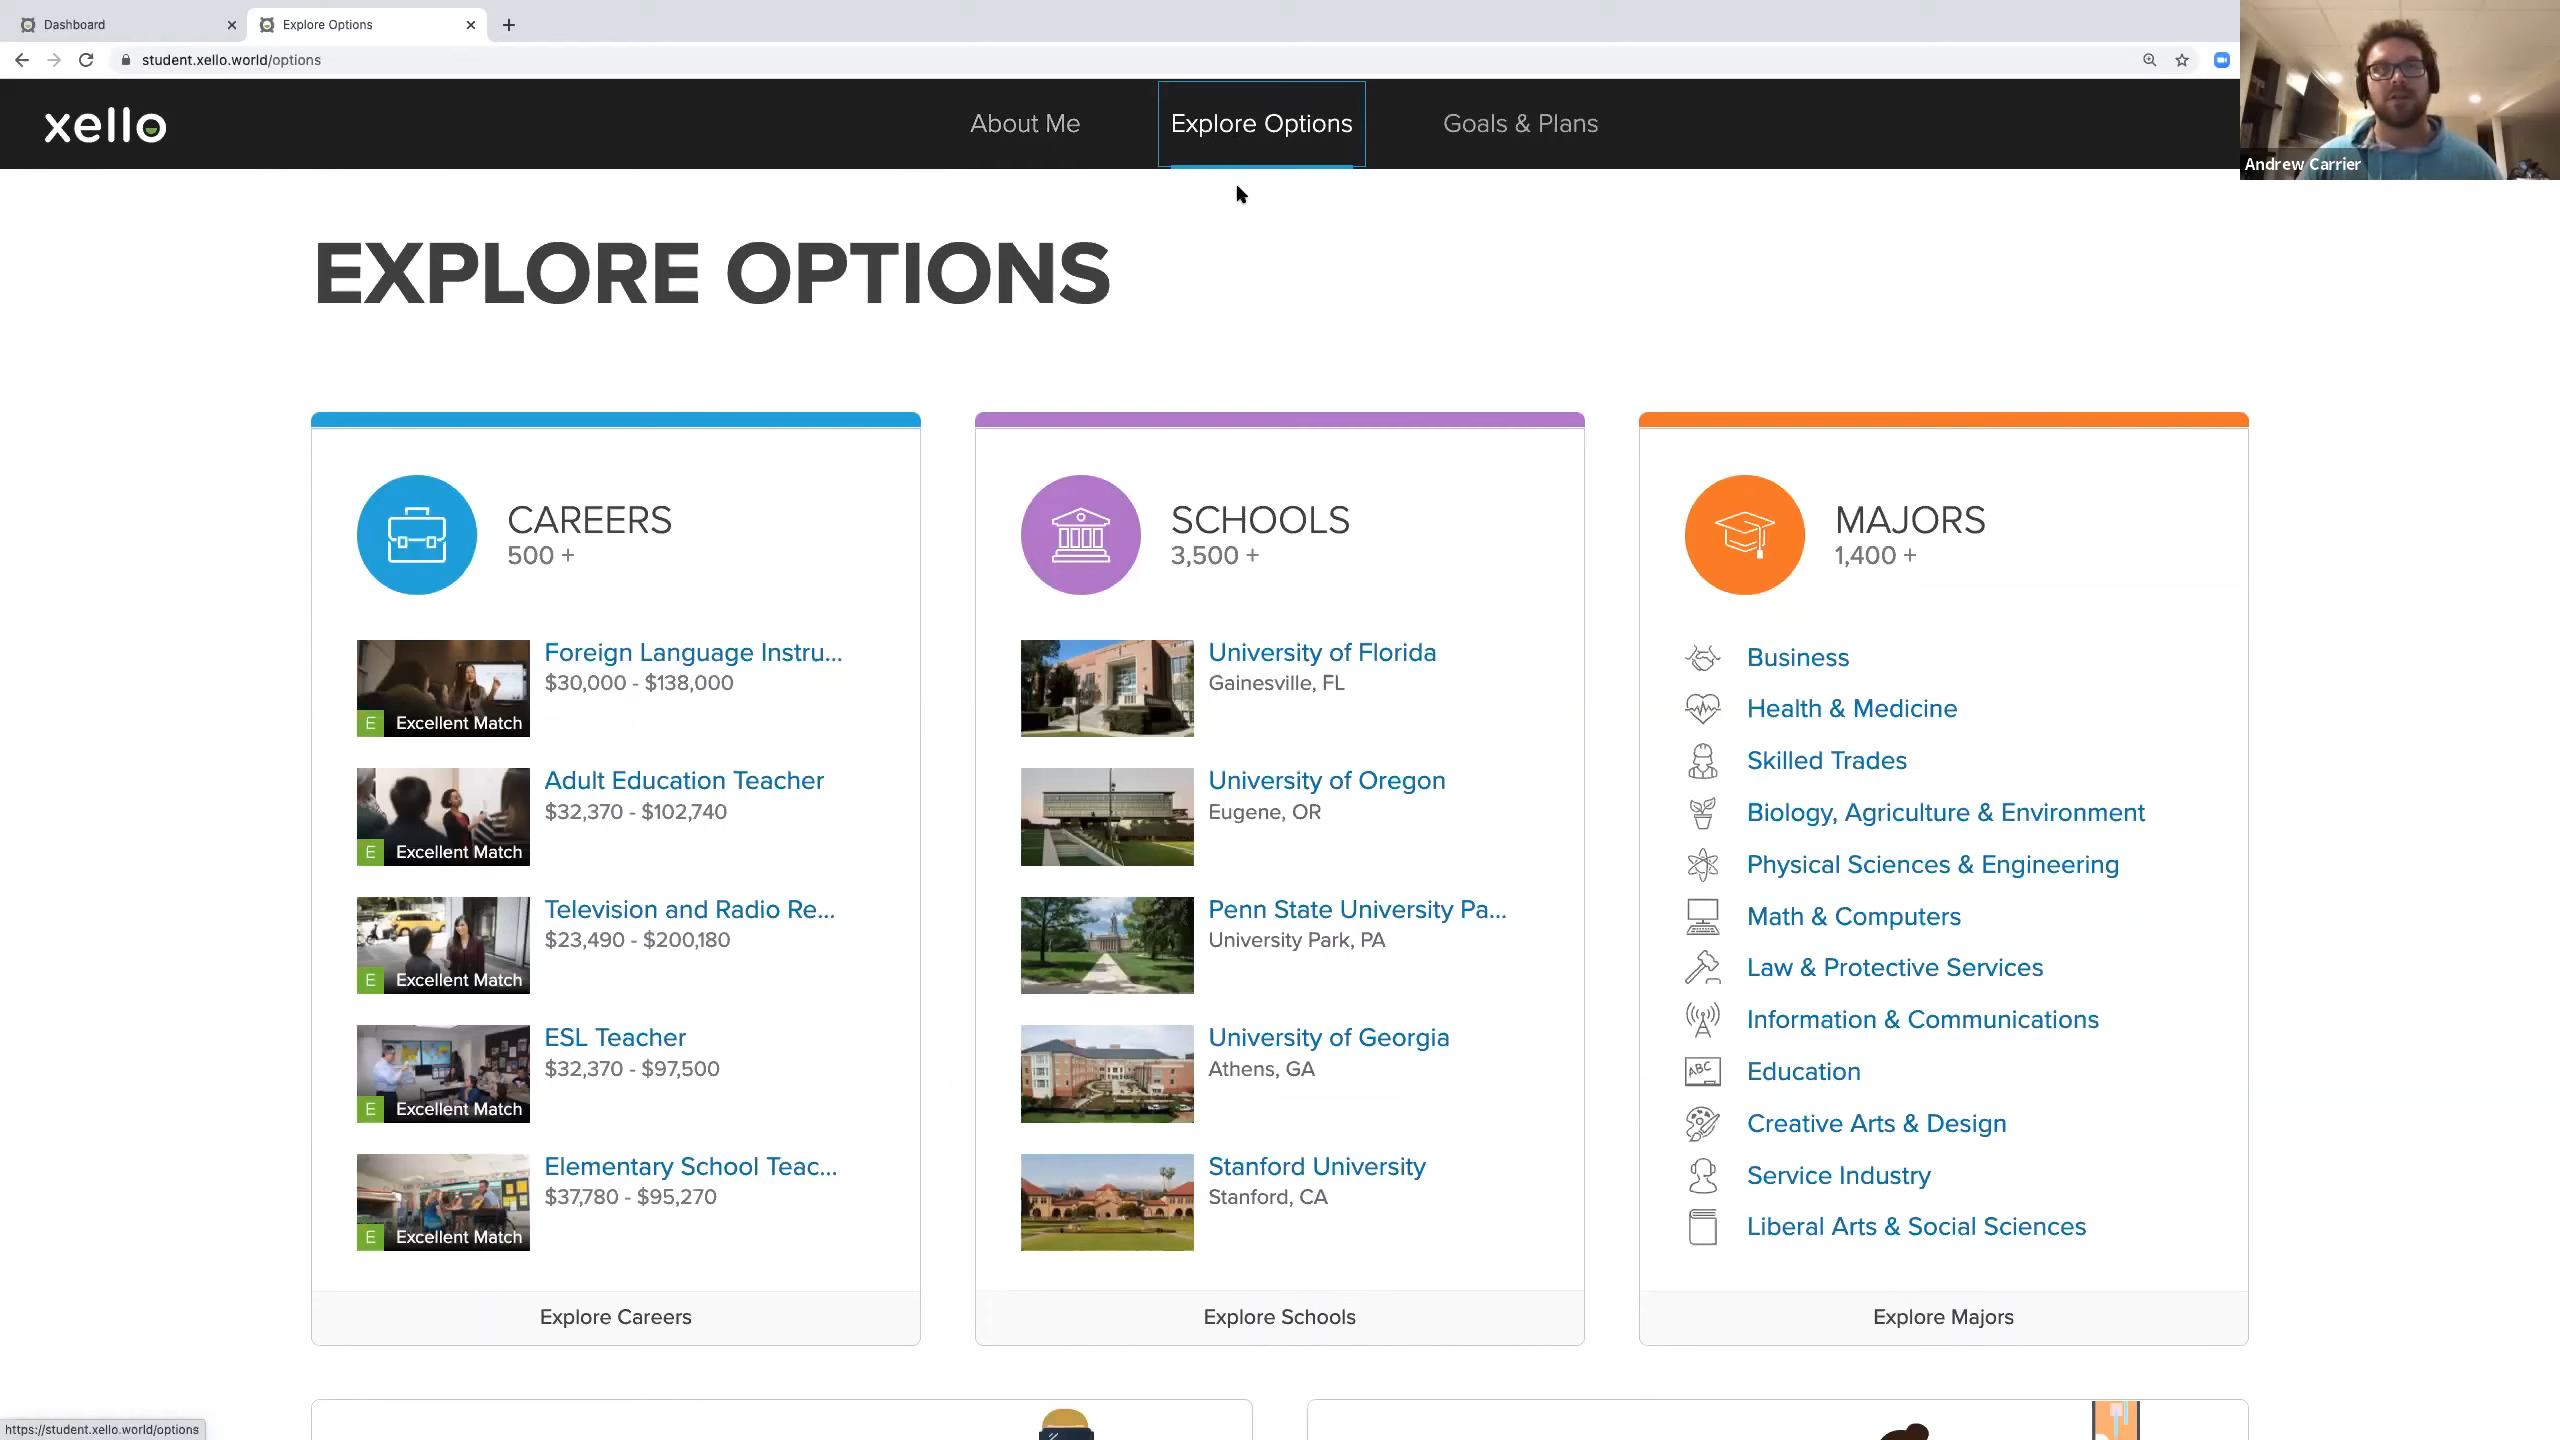 Dashboard
Explore Options
student.xello.world/options
xello
About Me
Explore Options
Goals & Plans
Andrew Carrier
EXPLORE OPTIONS
CAREERS
500 +
Foreign Language Instru...
$30,000 - $138,000
E Excellent Match
Adult Education Teacher
$32,370 - $102,740
E Excellent Match
Television and Radio Re...
$23,490 - $200,180
E Excellent Match
ESL Teacher
$32,370 - $97,500
E Excellent Match
Elementary School Teac...
$37,780 - $95,270
E Excellent Match
Explore Careers
SCHOOLS
3,500 +
University of Florida
Gainesville, FL
University of Oregon
Eugene, OR
Penn State University Pa...
University Park, PA
University of Georgia
Athens, GA
Stanford University
Stanford, CA
Explore Schools
MAJORS
1,400 +
Business
Health & Medicine
Skilled Trades
Biology, Agriculture & Environment
Physical Sciences & Engineering
Math & Computers
Law & Protective Services
Information & Communications
ABC
Education
Creative Arts & Design
Service Industry
Liberal Arts & Social Sciences
Explore Majors
https://student.xello.world/options